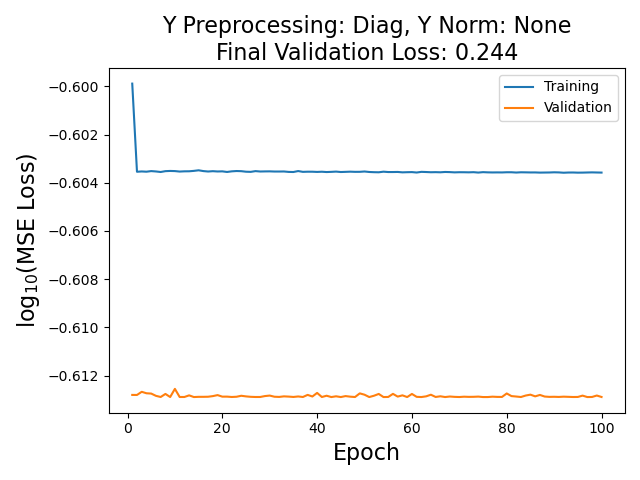 Y Preprocessing: Diag, Y Norm: None
Final Validation Loss: 0.244
−0.600
−0.602
−0.604
−0.606
−0.608
−0.610
−0.612
log₁₀(MSE Loss)
Training
Validation
0 20 40 60 80 100
Epoch